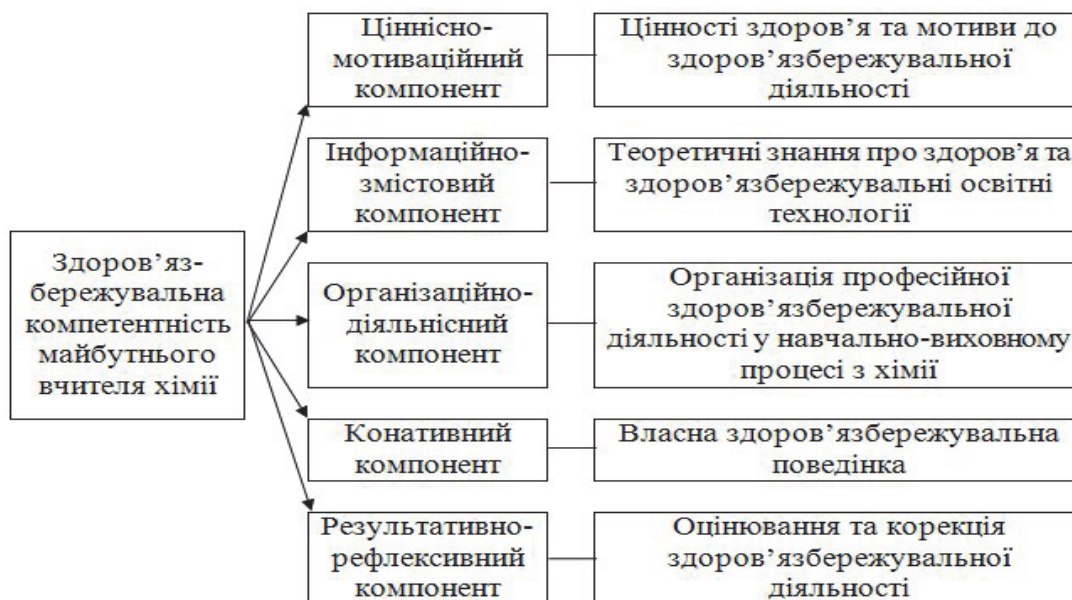 Здоров’яз-
бережувальна
компетентність
майбутнього
вчителя хімії
Ціннісно-
мотиваційний
компонент
Цінності здоров’я та мотиви до
здоров’язбережувальної
діяльності
Інформаційно-
змістовий
компонент
Теоретичні знання про здоров’я та
здоров’язбережувальні освітні
технології
Організаційно-
діяльнісний
компонент
Організація професійної
здоров’язбережувальної
діяльності у навчально-виховному
процесі з хімії
Конативний
компонент
Власна здоров’язбережувальна
поведінка
Результативно-
рефлексивний
компонент
Оцінювання та корекція
здоров’язбережувальної
діяльності